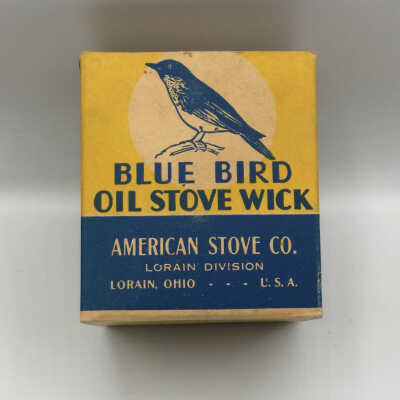 BLUE BIRD
OIL STOVE WICK
AMERICAN STOVE CO.
LORAIN DIVISION
LORAIN, OHIO - - - U. S. A.